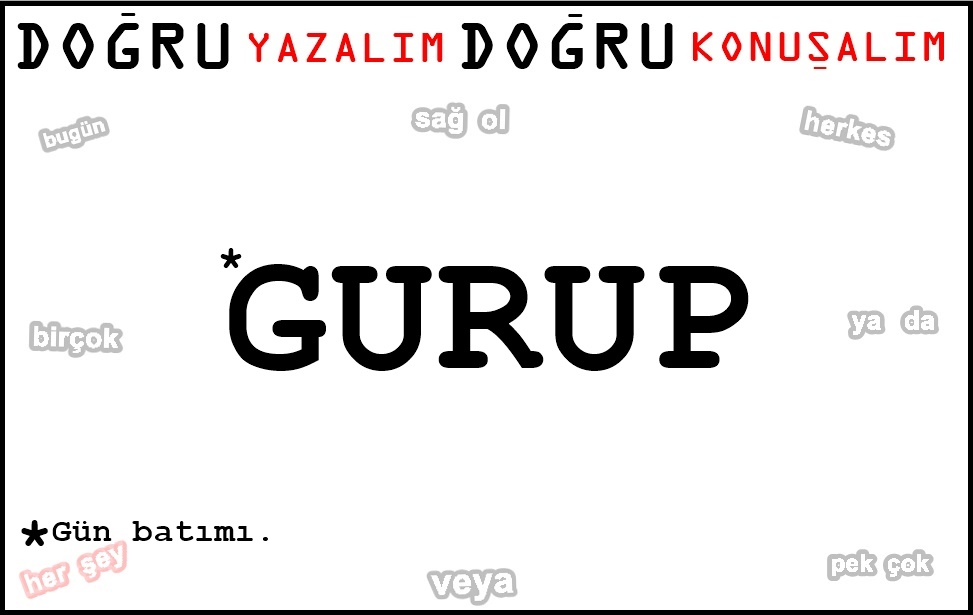 DOĞRU YAZALIM DOĞRU KONUŞALIM
bugün
sağ ol
herkes
*GURUP
birçok
ya da
*Gün batımı.
her şey
veya
pek çok